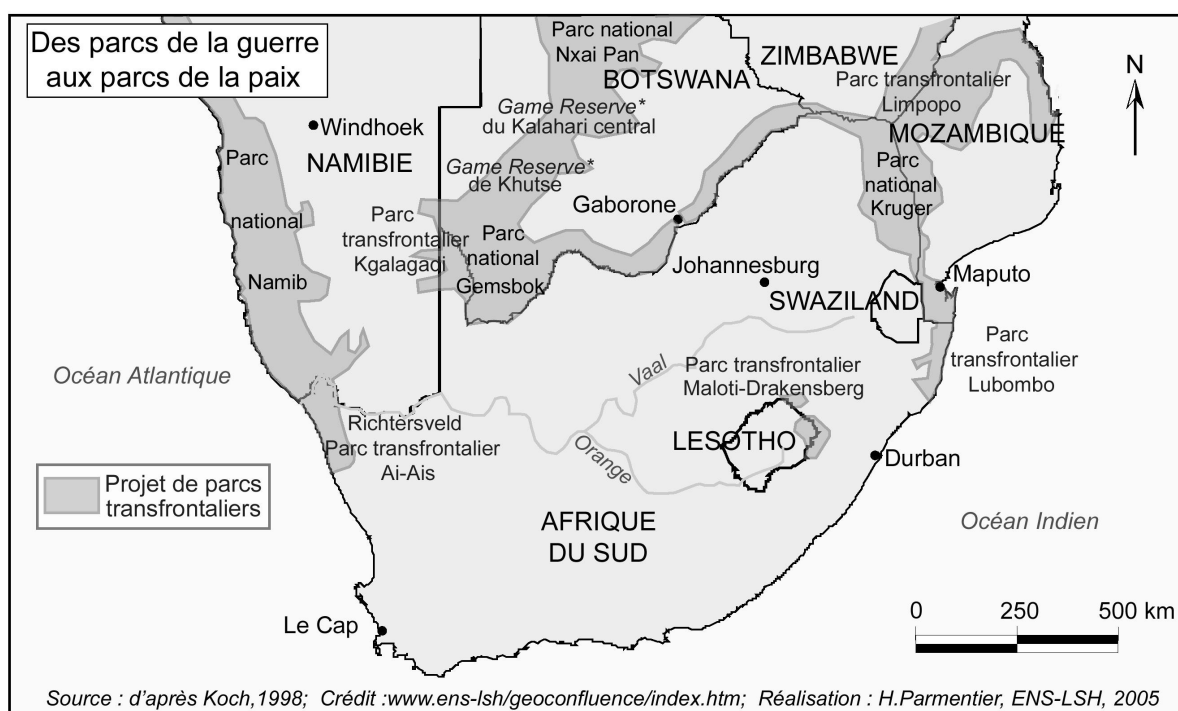 Des parcs de la guerre
aux parcs de la paix
Parc national
Nxai Pan
BOTSWANA
ZIMBABWE
Parc transfrontalier
Limpopo
MOZAMBIQUE
N
Game Reserve*
du Kalahari central
Windhoek
NAMIBIE
Parc
national
Namib
Game Reserve*
de Khutse
Parc
transfrontalier
Kgalagadi
Parc
national
Gemsbok
Gaborone
Parc
national
Kruger
Johannesburg
SWAZILAND
Maputo
Parc
transfrontalier
Lubombo
Océan Atlantique
Vaal
Parc transfrontalier
Maloti-Drakensberg
Richtersveld
Parc transfrontalier
Ai-Ais
Orange
LESOTHO
Durban
Projet de parcs
transfrontaliers
AFRIQUE
DU SUD
Océan Indien
Le Cap
0 250 500 km
Source : d'après Koch,1998; Crédit :www.ens-lsh/geoconfluence/index.htm; Réalisation : H.Parmentier, ENS-LSH, 2005